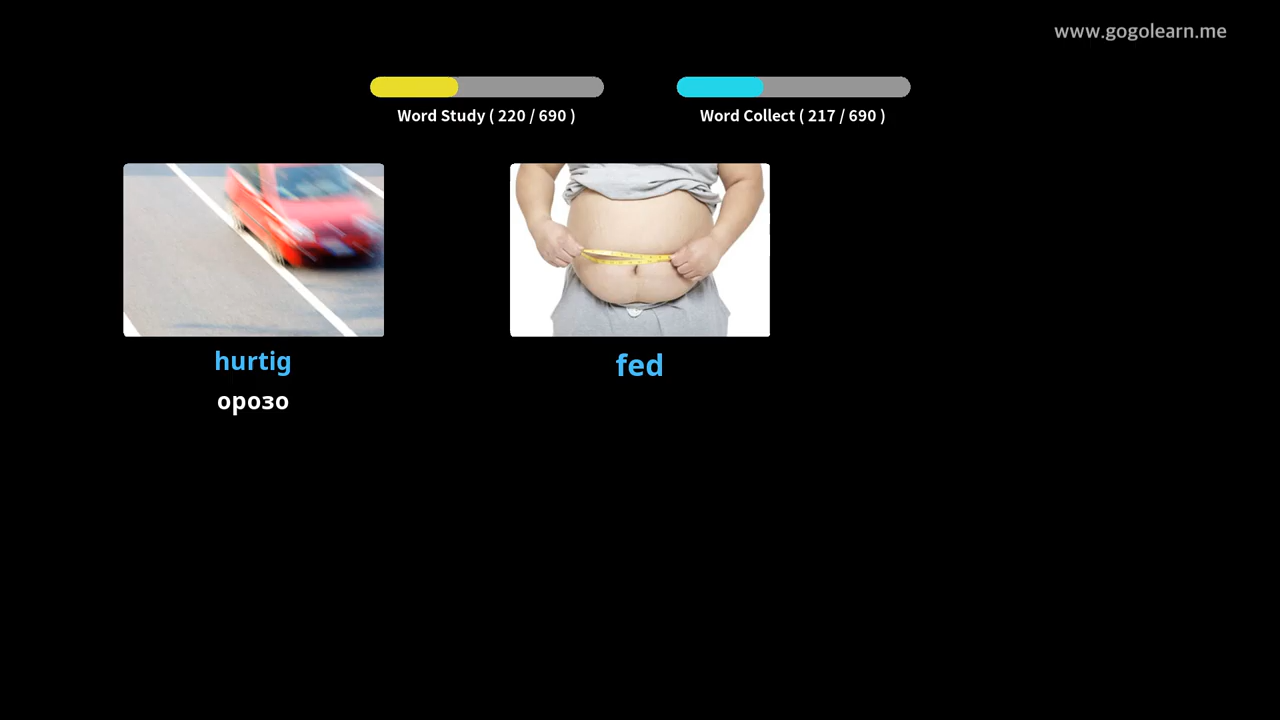 www.gogolearn.me
Word Study ( 220 / 690 )
Word Collect ( 217 / 690 )
hurtig
орозо
fed